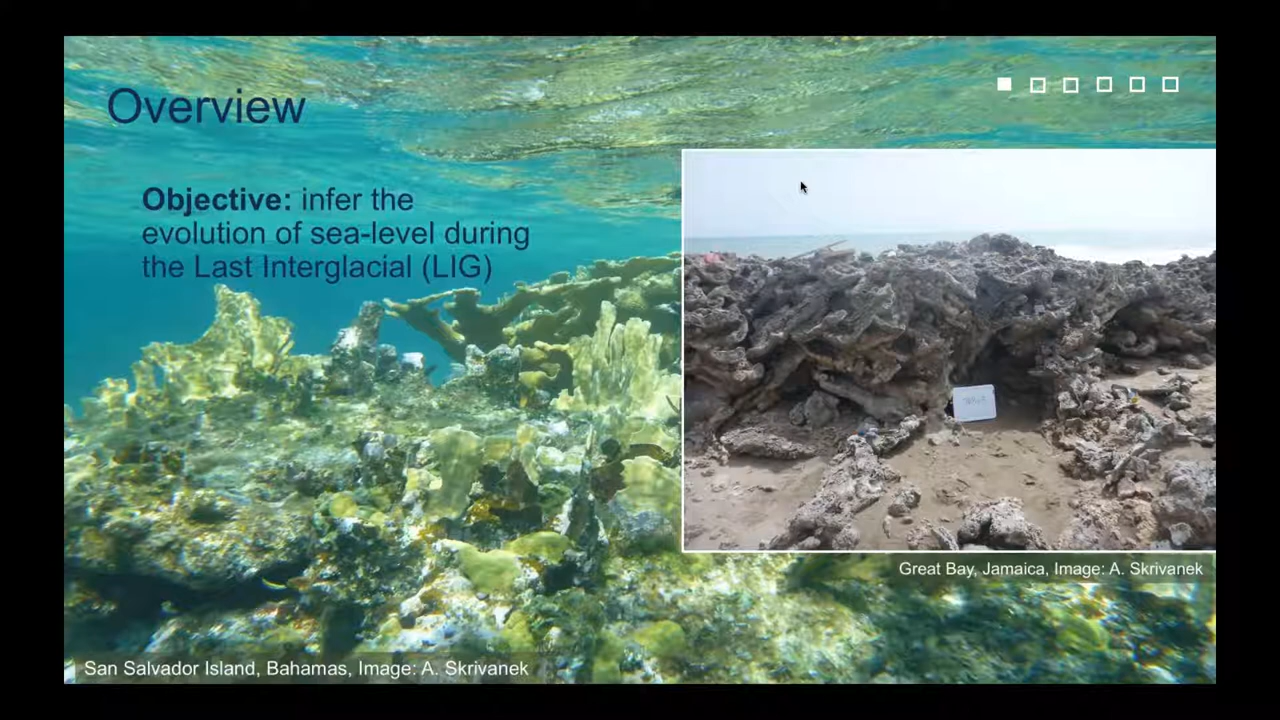 Overview
Objective: infer the
evolution of sea-level during
the Last Interglacial (LIG)
Great Bay, Jamaica, Image: A. Skrivanek
San Salvador Island, Bahamas, Image: A. Skrivanek